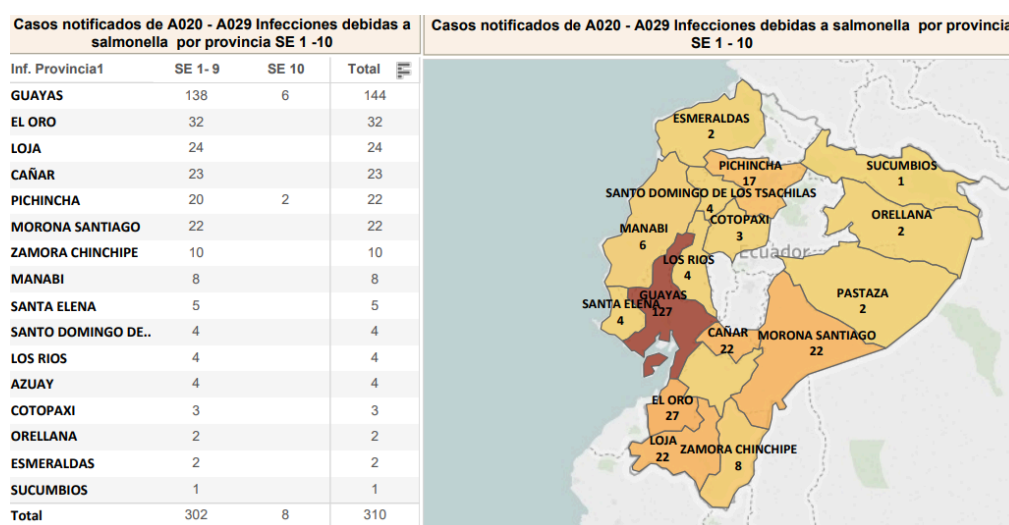 Casos notificados de A020 - A029 Infecciones debidas a
salmonella por provincia SE 1 -10
Inf. Provincia1 SE 1- 9 SE 10 Total
GUAYAS 138 6 144
EL ORO 32 32
LOJA 24 24
CAÑAR 23 23
PICHINCHA 20 2 22
MORONA SANTIAGO 22 22
ZAMORA CHINCHIPE 10 10
MANABI 8 8
SANTA ELENA 5 5
SANTO DOMINGO DE.. 4 4
LOS RIOS 4 4
AZUAY 4 4
COTOPAXI 3 3
ORELLANA 2 2
ESMERALDAS 2 2
SUCUMBIOS 1 1
Total 302 8 310
Casos notificados de A020 - A029 Infecciones debidas a salmonella por provincia
SE 1 - 10
ESMERALDAS
2
PICHINCHA
17
SUCUMBIOS
1
SANTO DOMINGO DE LOS TSACHILAS
4
COTOPAXI
3
ORELLANA
2
MANABI
6
Ecuador
LOS RIOS
4
GUAYAS
127
SANTA ELENA
4
PASTAZA
2
CAÑAR
22
MORONA SANTIAGO
22
EL ORO
27
LOJA
22
ZAMORA CHINCHIPE
8